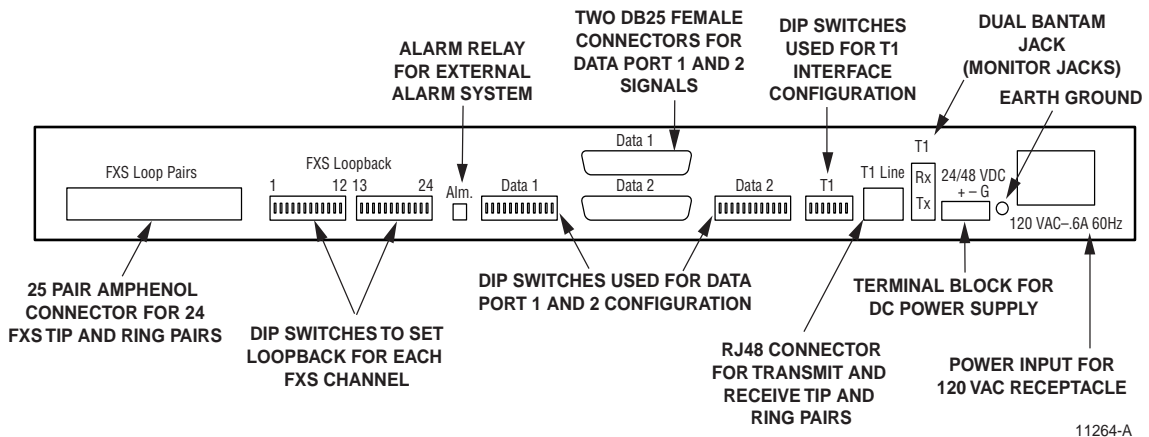 TWO DB25 FEMALE
CONNECTORS FOR
DATA PORT 1 AND 2
SIGNALS
DIP SWITCHES
USED FOR T1
INTERFACE
CONFIGURATION
DUAL BANTAM
JACK
(MONITOR JACKS)
ALARM RELAY
FOR EXTERNAL
ALARM SYSTEM
EARTH GROUND
FXS Loop Pairs
FXS Loopback
1 12 13 24
Alm.
Data 1
Data 1
Data 2
Data 2
T1
T1 Line
T1
Rx
Tx
24/48 VDC
+ – G
120 VAC–.6A 60Hz
25 PAIR AMPHENOL
CONNECTOR FOR 24
FXS TIP AND RING PAIRS
DIP SWITCHES TO SET
LOOPBACK FOR EACH
FXS CHANNEL
DIP SWITCHES USED FOR DATA
PORT 1 AND 2 CONFIGURATION
RJ48 CONNECTOR
FOR TRANSMIT AND
RECEIVE TIP AND
RING PAIRS
TERMINAL BLOCK FOR
DC POWER SUPPLY
POWER INPUT FOR
120 VAC RECEPTACLE
11264-A